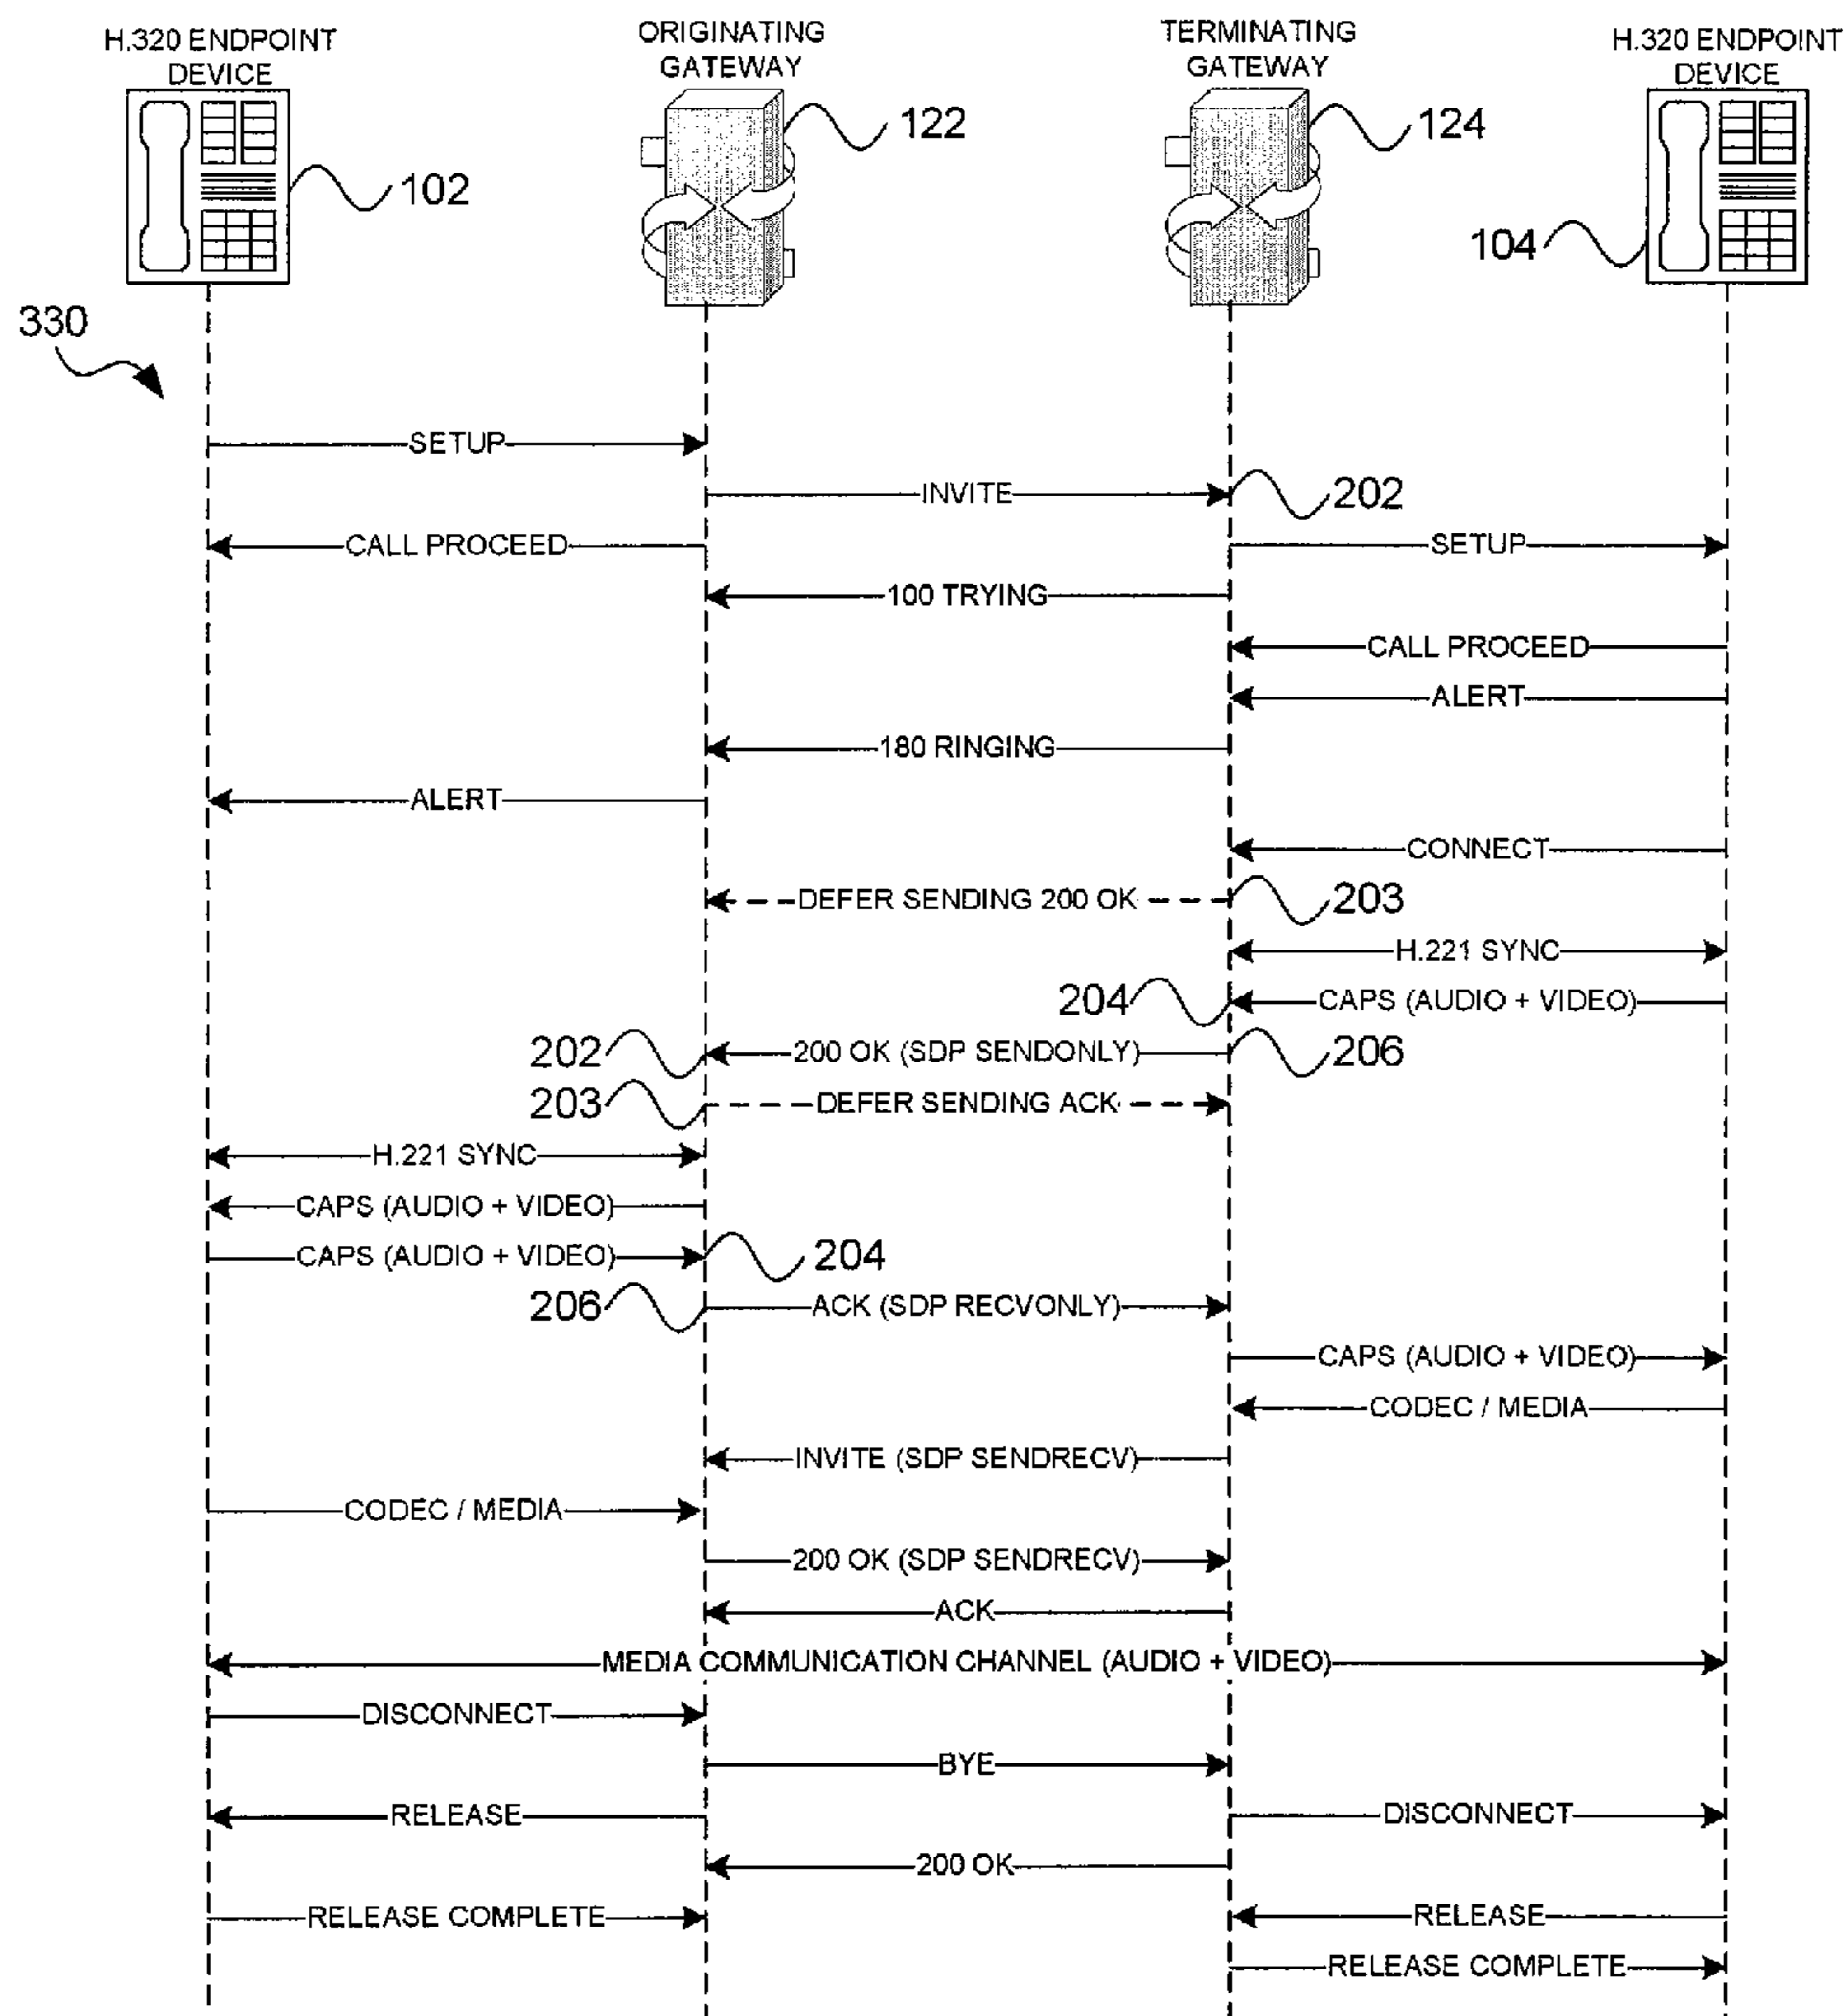 H.320 ENDPOINT
DEVICE
ORIGINATING
GATEWAY
TERMINATING
GATEWAY
H.320 ENDPOINT
DEVICE
122
124
102
104
330
SETUP
INVITE
202
CALL PROCEED
SETUP
100 TRYING
CALL PROCEED
ALERT
180 RINGING
ALERT
CONNECT
DEFER SENDING 200 OK
203
H.221 SYNC
204
CAPS (AUDIO + VIDEO)
202
200 OK (SDP SENDONLY)
206
203
DEFER SENDING ACK
H.221 SYNC
CAPS (AUDIO + VIDEO)
CAPS (AUDIO + VIDEO)
204
206
ACK (SDP RECVONLY)
CAPS (AUDIO + VIDEO)
CODEC / MEDIA
INVITE (SDP SENDRECV)
CODEC / MEDIA
200 OK (SDP SENDRECV)
ACK
MEDIA COMMUNICATION CHANNEL (AUDIO + VIDEO)
DISCONNECT
BYE
RELEASE
DISCONNECT
200 OK
RELEASE COMPLETE
RELEASE
RELEASE COMPLETE